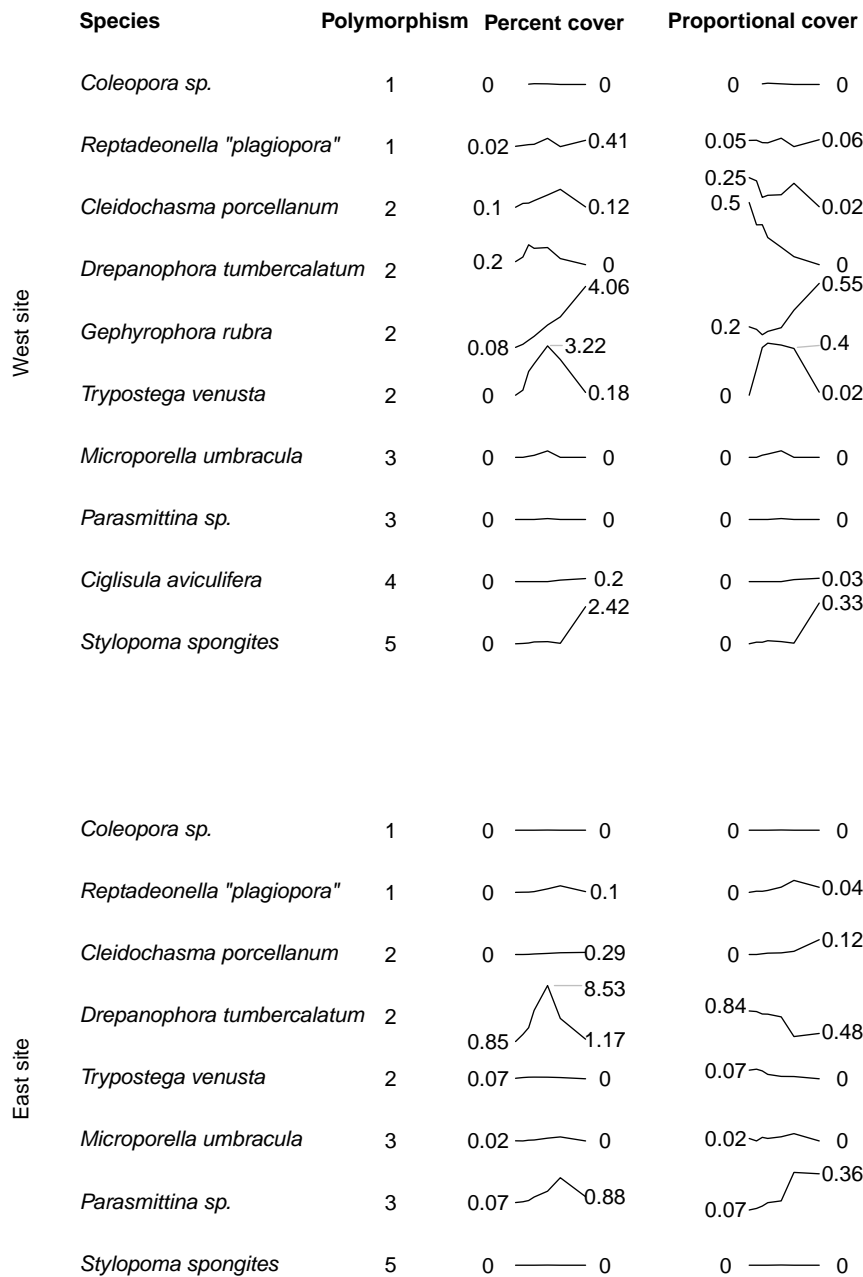 Species Polymorphism Percent cover Proportional cover
West site
Coleopora sp. 1 0 0 0 0
Reptadeonella "plagiopora" 1 0.02 0.41 0.05 0.06
Cleidochasma porcellanum 2 0.1 0.12 0.25 0.02
Drepanophora tumbercalatum 2 0.2 0 0.5 0
Gephyrophora rubra 2 0.08 4.06 0.2 0.55
Trypostega venusta 2 0 3.22 0.18 0 0.4 0.02
Microporella umbracula 3 0 0 0 0
Parasmittina sp. 3 0 0 0 0
Ciglisula aviculifera 4 0 0.2 0 0.03
Stylopoma spongites 5 0 2.42 0 0.33
East site
Coleopora sp. 1 0 0 0 0
Reptadeonella "plagiopora" 1 0 0.1 0 0.04
Cleidochasma porcellanum 2 0 0.29 0 0.12
Drepanophora tumbercalatum 2 0.85 8.53 1.17 0.84 0.48
Trypostega venusta 2 0.07 0 0.07 0
Microporella umbracula 3 0.02 0 0.02 0
Parasmittina sp. 3 0.07 0.88 0.07 0.36
Stylopoma spongites 5 0 0 0 0